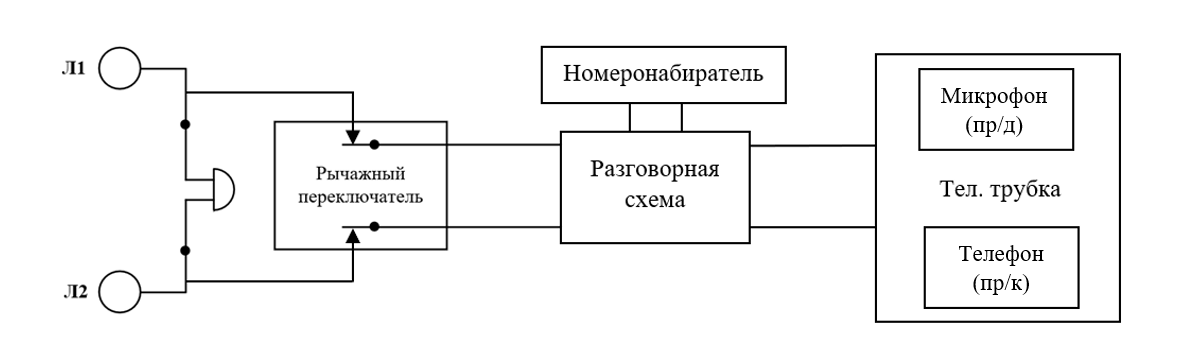 Л1
Номеронабиратель
Микрофон
(пр/д)
Рычажный
переключатель
Разговорная
схема
Тел. трубка
Телефон
(пр/к)
Л2